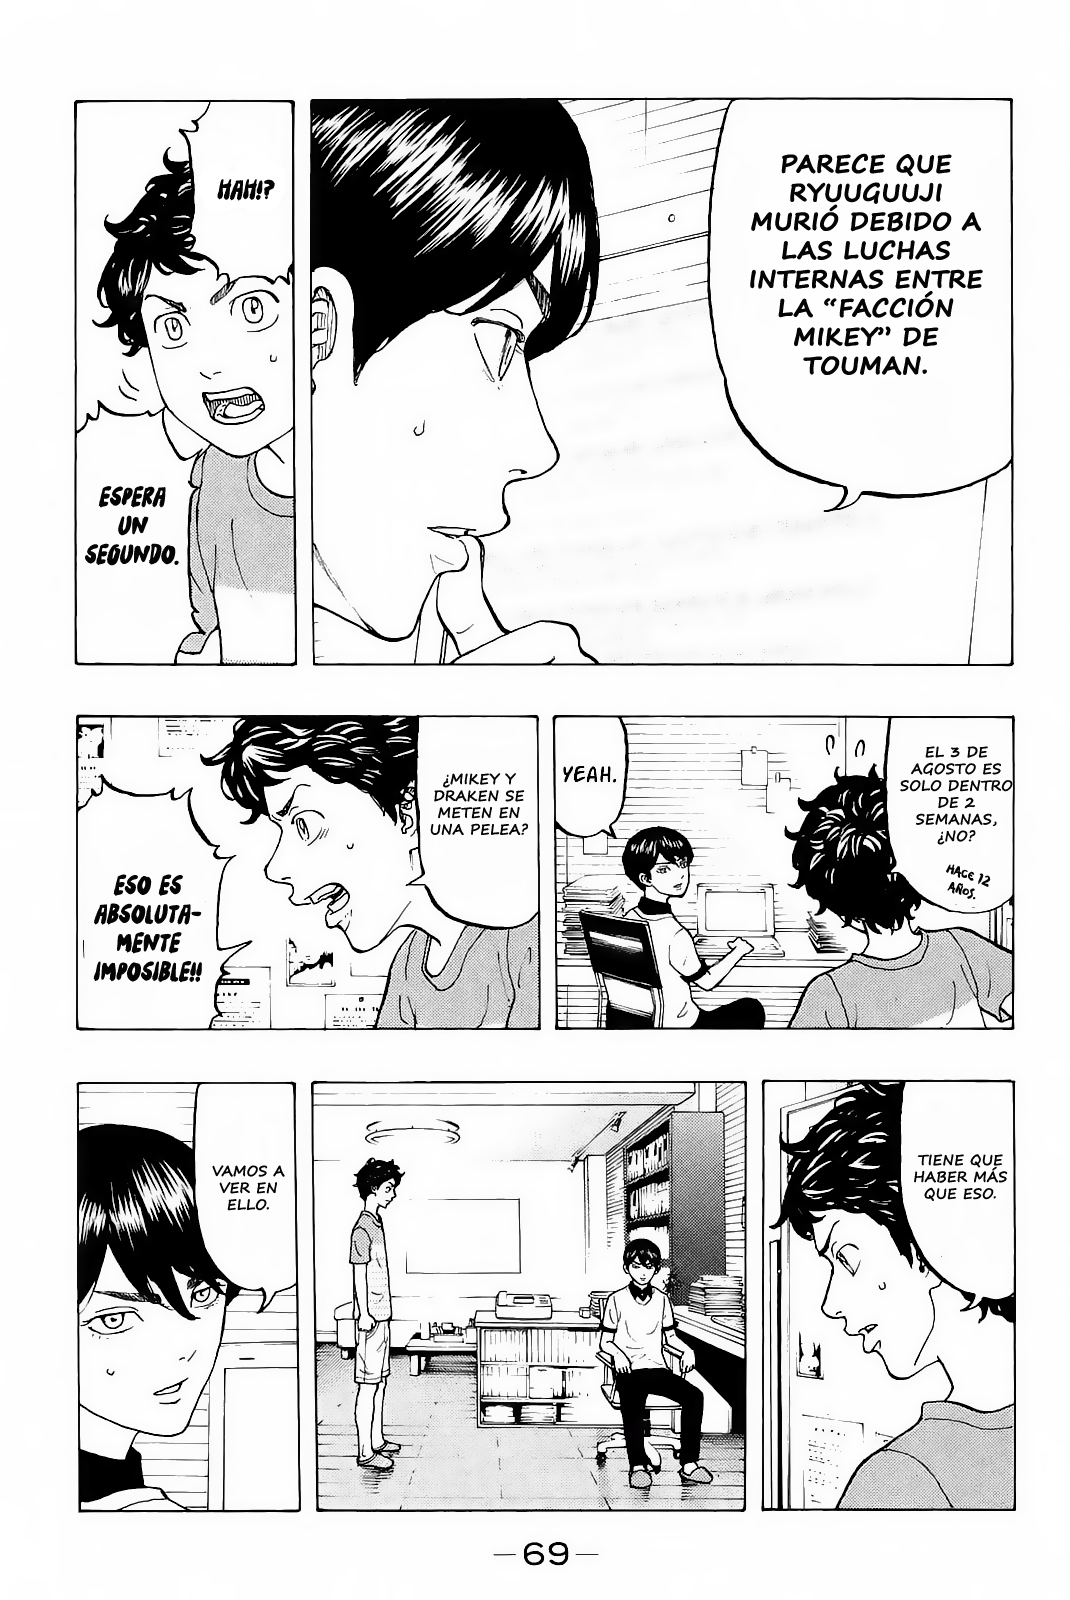 PARECE QUE
RYUUGUUJI
MURIÓ DEBIDO A
LAS LUCHAS
INTERNAS ENTRE
LA “FACCIÓN
MIKEY” DE
TOUMAN.
HAH!?
ESPERA
UN
SEGUNDO.
EL 3 DE
AGOSTO ES
SOLO DENTRO
DE 2
SEMANAS,
¿NO?
HACE 12
AÑOS.
YEAH.
¿MIKEY Y
DRAKEN SE
METEN EN
UNA PELEA?
ESO ES
ABSOLUTA-
MENTE
IMPOSIBLE!!
TIENE QUE
HABER MÁS
QUE ESO.
VAMOS A
VER EN
ELLO.
—69—